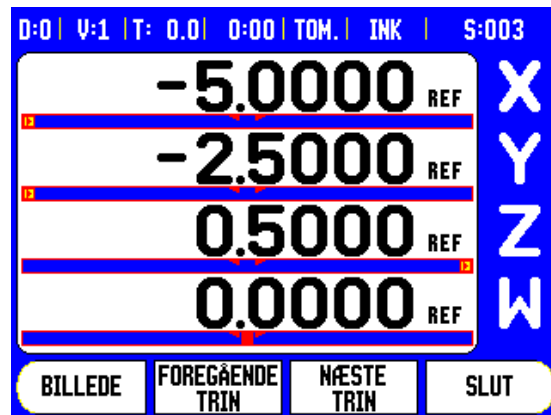 D:0 | V:1 | T: 0.0 | 0:00 | TOM. | INK | S:003
-5.0000 REF X
-2.5000 REF Y
0.5000 REF Z
0.0000 REF W
BILLEDE FOREGÅENDE TRIN NÆSTE TRIN SLUT